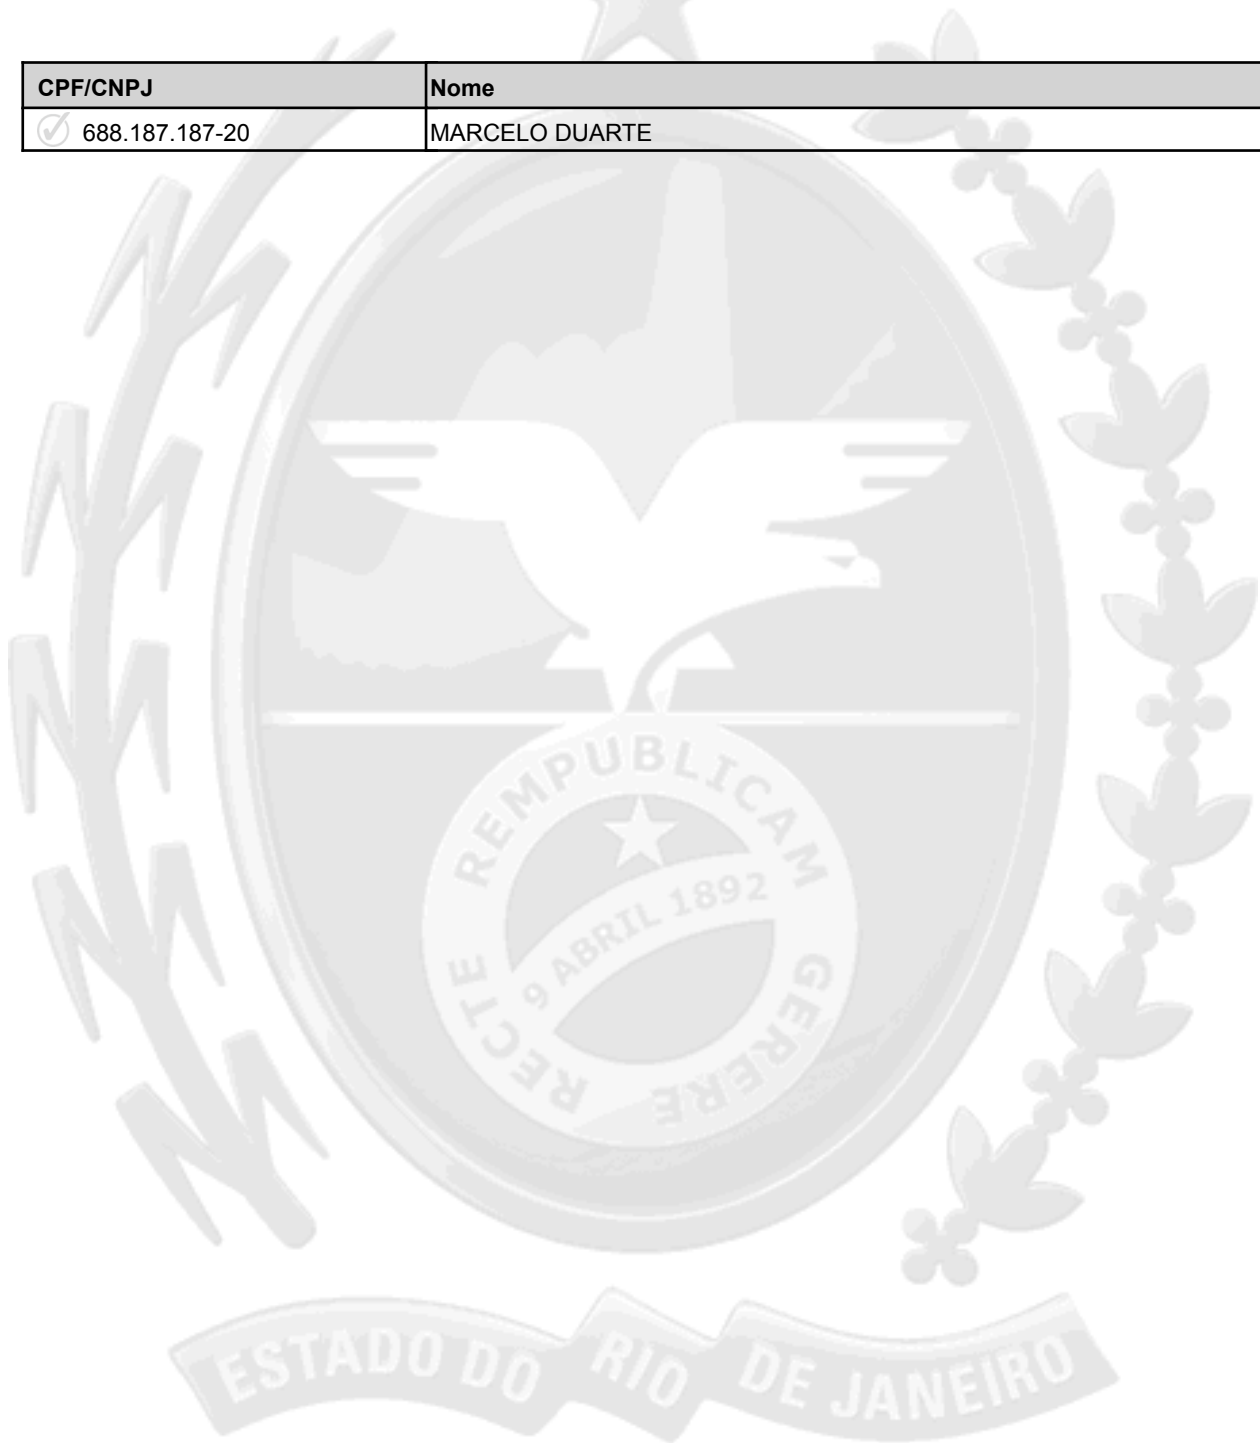 CPF/CNPJ Nome
688.187.187-20 MARCELO DUARTE
REMPUBLICAM
9 ABRIL 1892
RECTE GERERE
ESTADO DO RIO DE JANEIRO